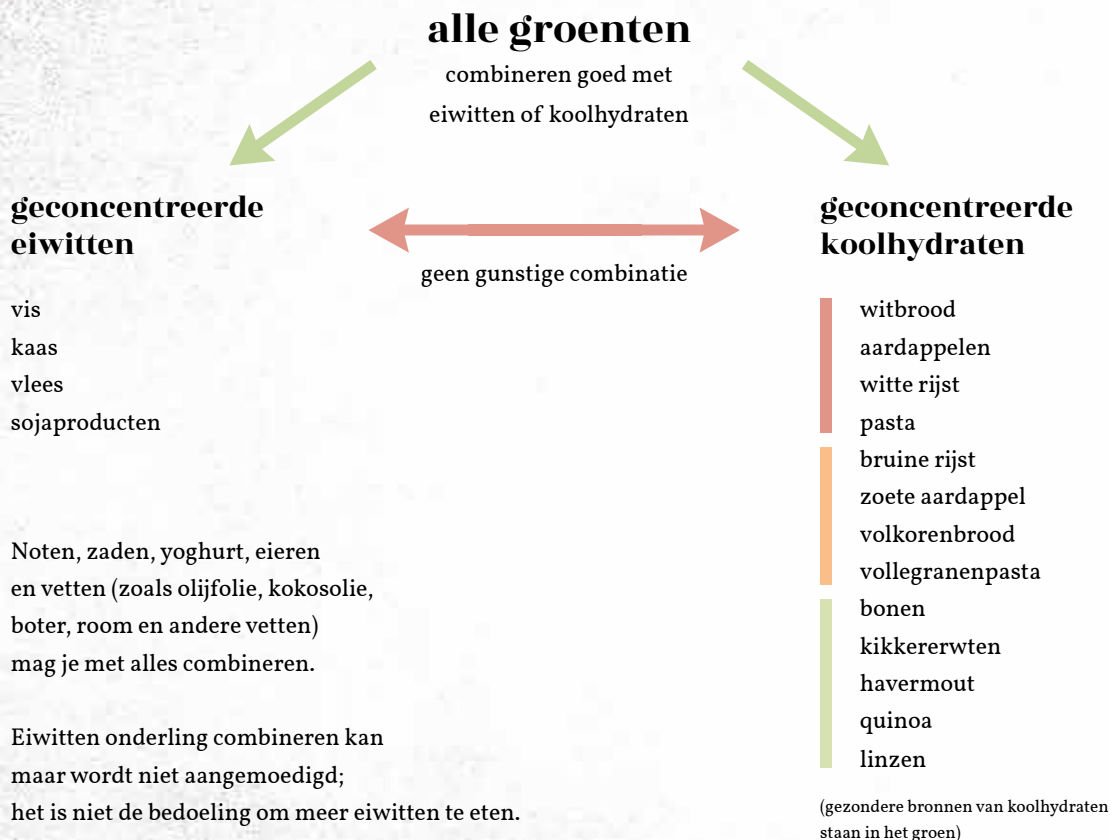 alle groenten
combineren goed met
eiwitten of koolhydraten
geconcentreerde
eiwitten
geen gunstige combinatie
geconcentreerde
koolhydraten
vis
kaas
vlees
sojaproducten
Noten, zaden, yoghurt, eieren
en vetten (zoals olijfolie, kokosolie,
boter, room en andere vetten)
mag je met alles combineren.
Eiwitten onderling combineren kan
maar wordt niet aangemoedigd;
het is niet de bedoeling om meer eiwitten te eten.
witbrood
aardappelen
witte rijst
pasta
bruine rijst
zoete aardappel
volkorenbrood
vollegranenpasta
bonen
kikkererwten
havermout
quinoa
linzen
(gezondere bronnen van koolhydraten
staan in het groen)